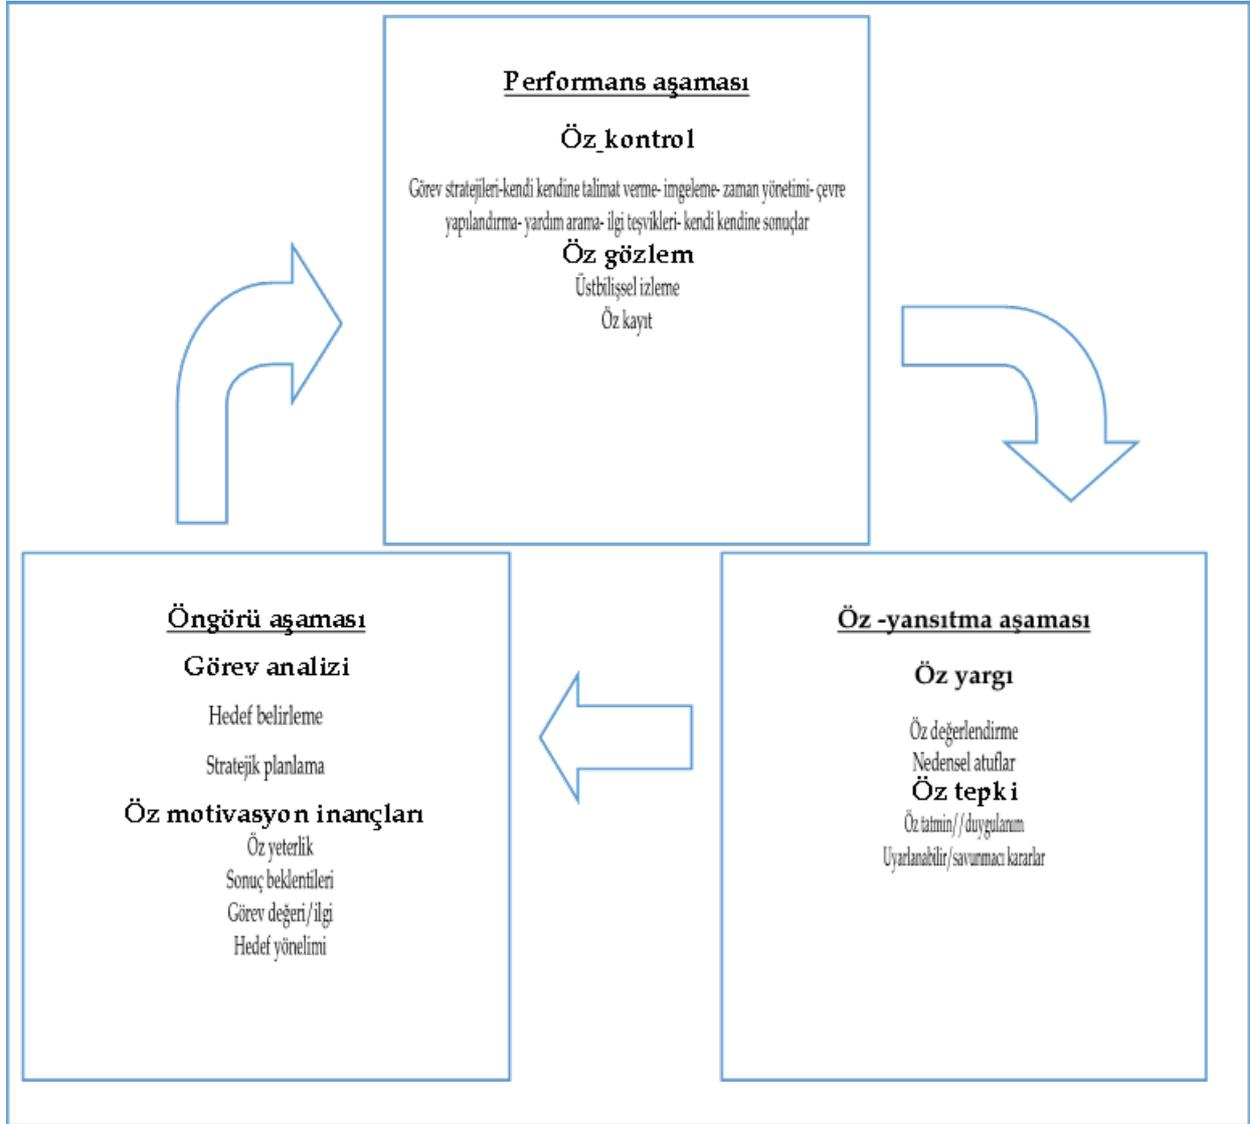 Performans aşaması
Öz_kontrol
Görev stratejileri-kendi kendine talimat verme- imgeleme- zaman yönetimi- çevre
yapılandırma- yardım arama- ilgi teşvikleri- kendi kendine sonuçlar
Öz gözlem
Üstbilişsel izleme
Öz kayıt
Öngörü aşaması
Görev analizi
Hedef belirleme
Stratejik planlama
Öz motivasyon inançları
Öz yeterlik
Sonuç beklentileri
Görev değeri/ilgi
Hedef yönelimi
Öz -yansıtma aşaması
Öz yargı
Öz değerlendirme
Nedensel atıflar
Öz tepki
Öz tatmin//duygulanım
Uyarlanabilir/savunmacı kararlar